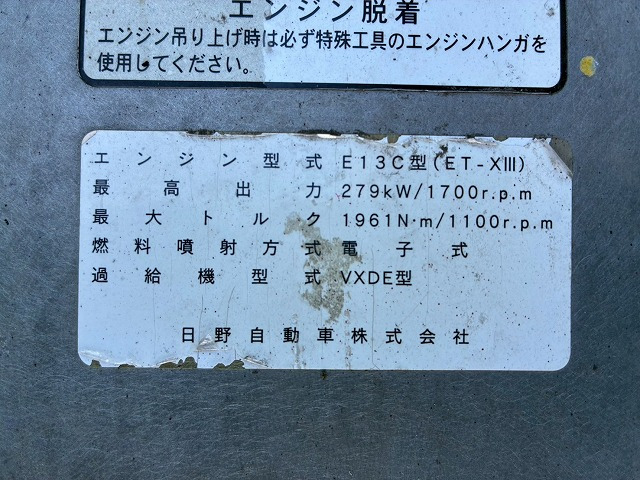 エンジン脱着
エンジン吊り上げ時は必ず特殊工具のエンジンハンガを
使用してください。
エンジン型式 E13C型(ET-XIII)
最高出力 279kW/1700r.p.m
最大トルク 1961N·m/1100r.p.m
燃料噴射方式 電子式
過給機型式 VXDE型
日野自動車株式会社